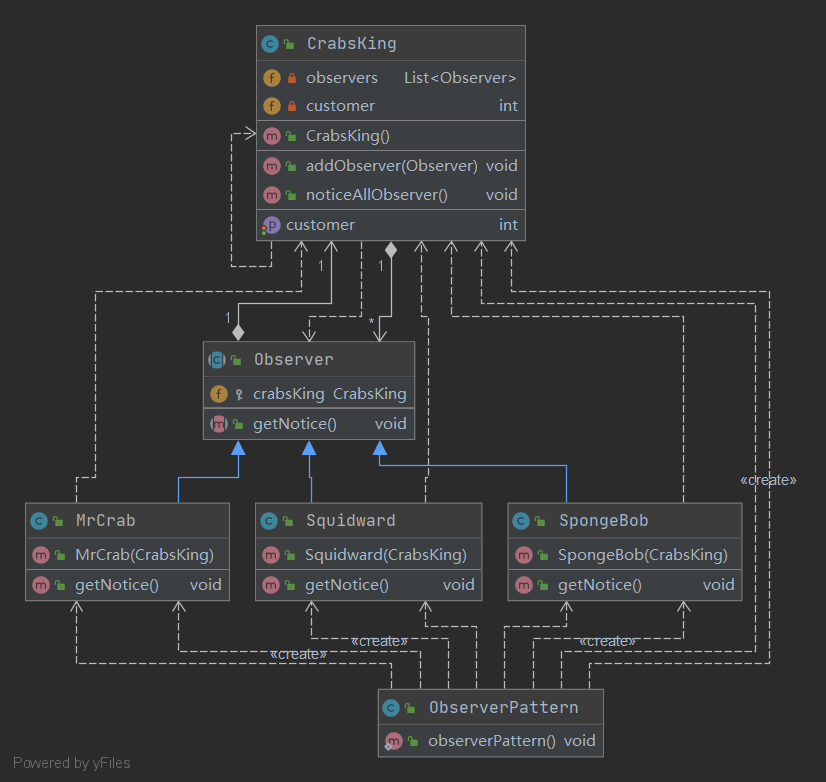 CrabsKing
observers List<Observer>
customer int
CrabsKing()
addObserver(Observer) void
noticeAllObserver() void
customer int
1 1
1
*
Observer
crabsKing CrabsKing
getNotice() void
«create»
MrCrab
MrCrab(CrabsKing)
getNotice() void
Squidward
Squidward(CrabsKing)
getNotice() void
SpongeBob
SpongeBob(CrabsKing)
getNotice() void
«create» «create»
«create»
ObserverPattern
observerPattern() void
Powered by yFiles